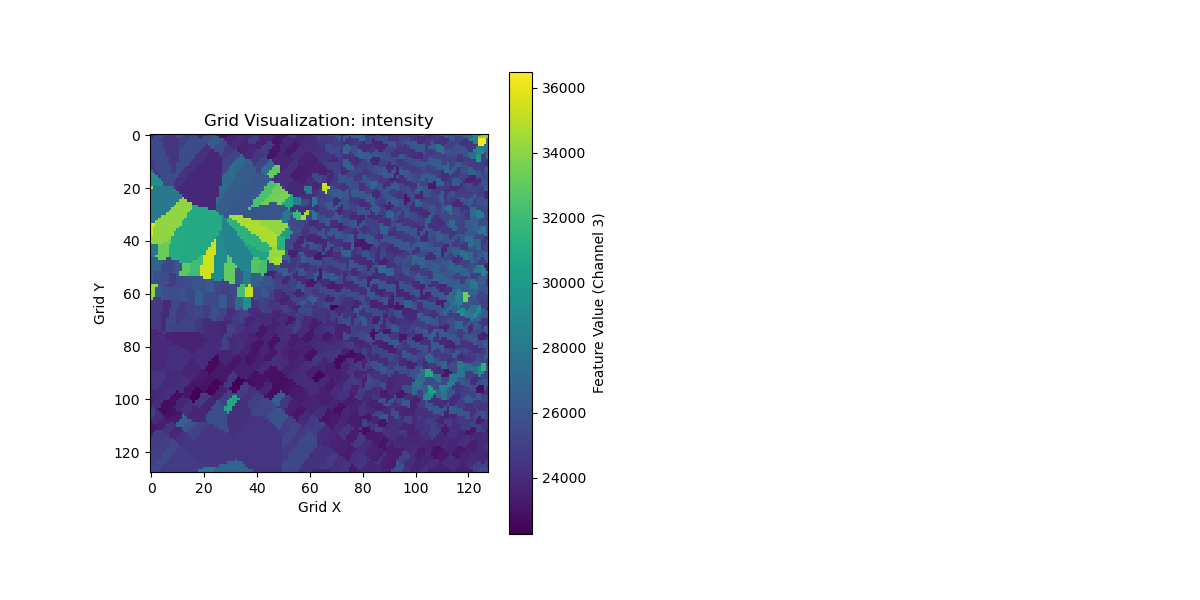 Grid Visualization: intensity
0
20
40
60
80
100
120
Grid Y
0 20 40 60 80 100 120
Grid X
36000
34000
32000
30000
28000
26000
24000
Feature Value (Channel 3)